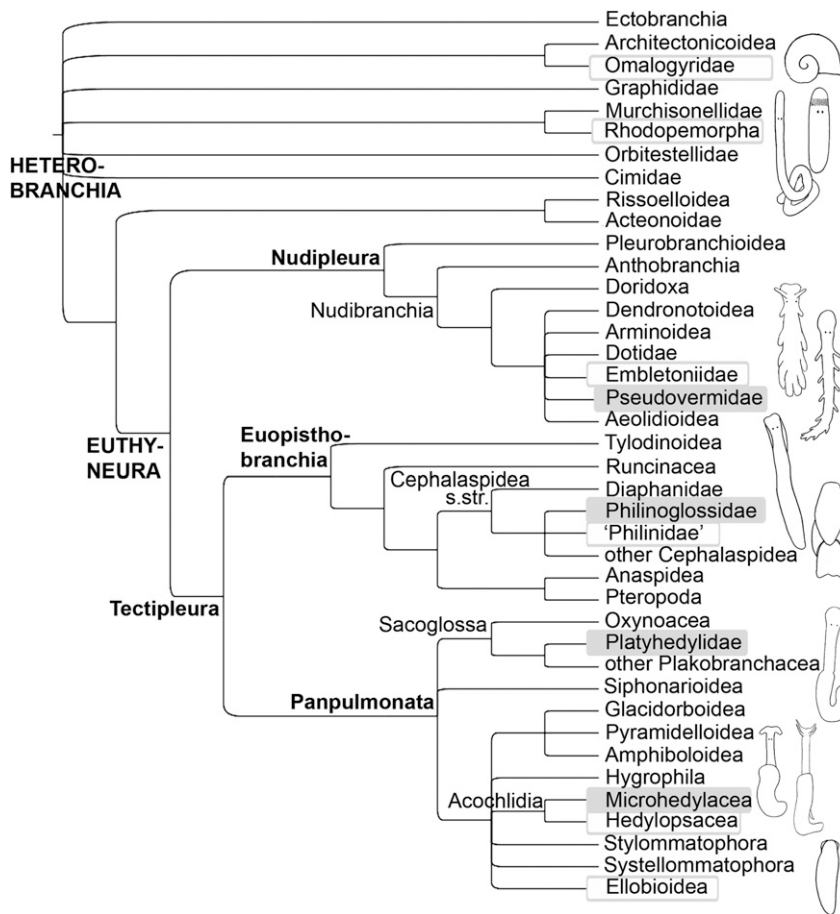 Ectobranchia
Architectonicoidea
Omalogyridae
Graphididae
Murchisonellidae
Rhodopemorpha
Orbitestellidae
HETERO-
BRANCHIA
Cimidae
Rissoelloidea
Acteonoidae
Pleurobranchioidea
Nudipleura
Anthobranchia
Doridoxa
Nudibranchia
Dendronotoidea
Arminoidea
Dotidae
Embletoniidae
Pseudovermidae
Aeolidioidea
EUTHY-
NEURA
Euopistho-
branchia
Tylodinoidea
Runcinacea
Cephalaspidea
s.str.
Diaphanidae
Philinoglossidae
‘Philinidae’
other Cephalaspidea
Anaspidea
Pteropoda
Tectipleura
Oxynoacea
Sacoglossa
Platyhedylidae
other Plakobranchacea
Siphonarioidea
Panpulmonata
Glacidorboidea
Pyramidelloidea
Amphiboloidea
Hygrophila
Acochlidia
Microhedylacea
Hedylopsacea
Stylommatophora
Systellommatophora
Ellobioidea